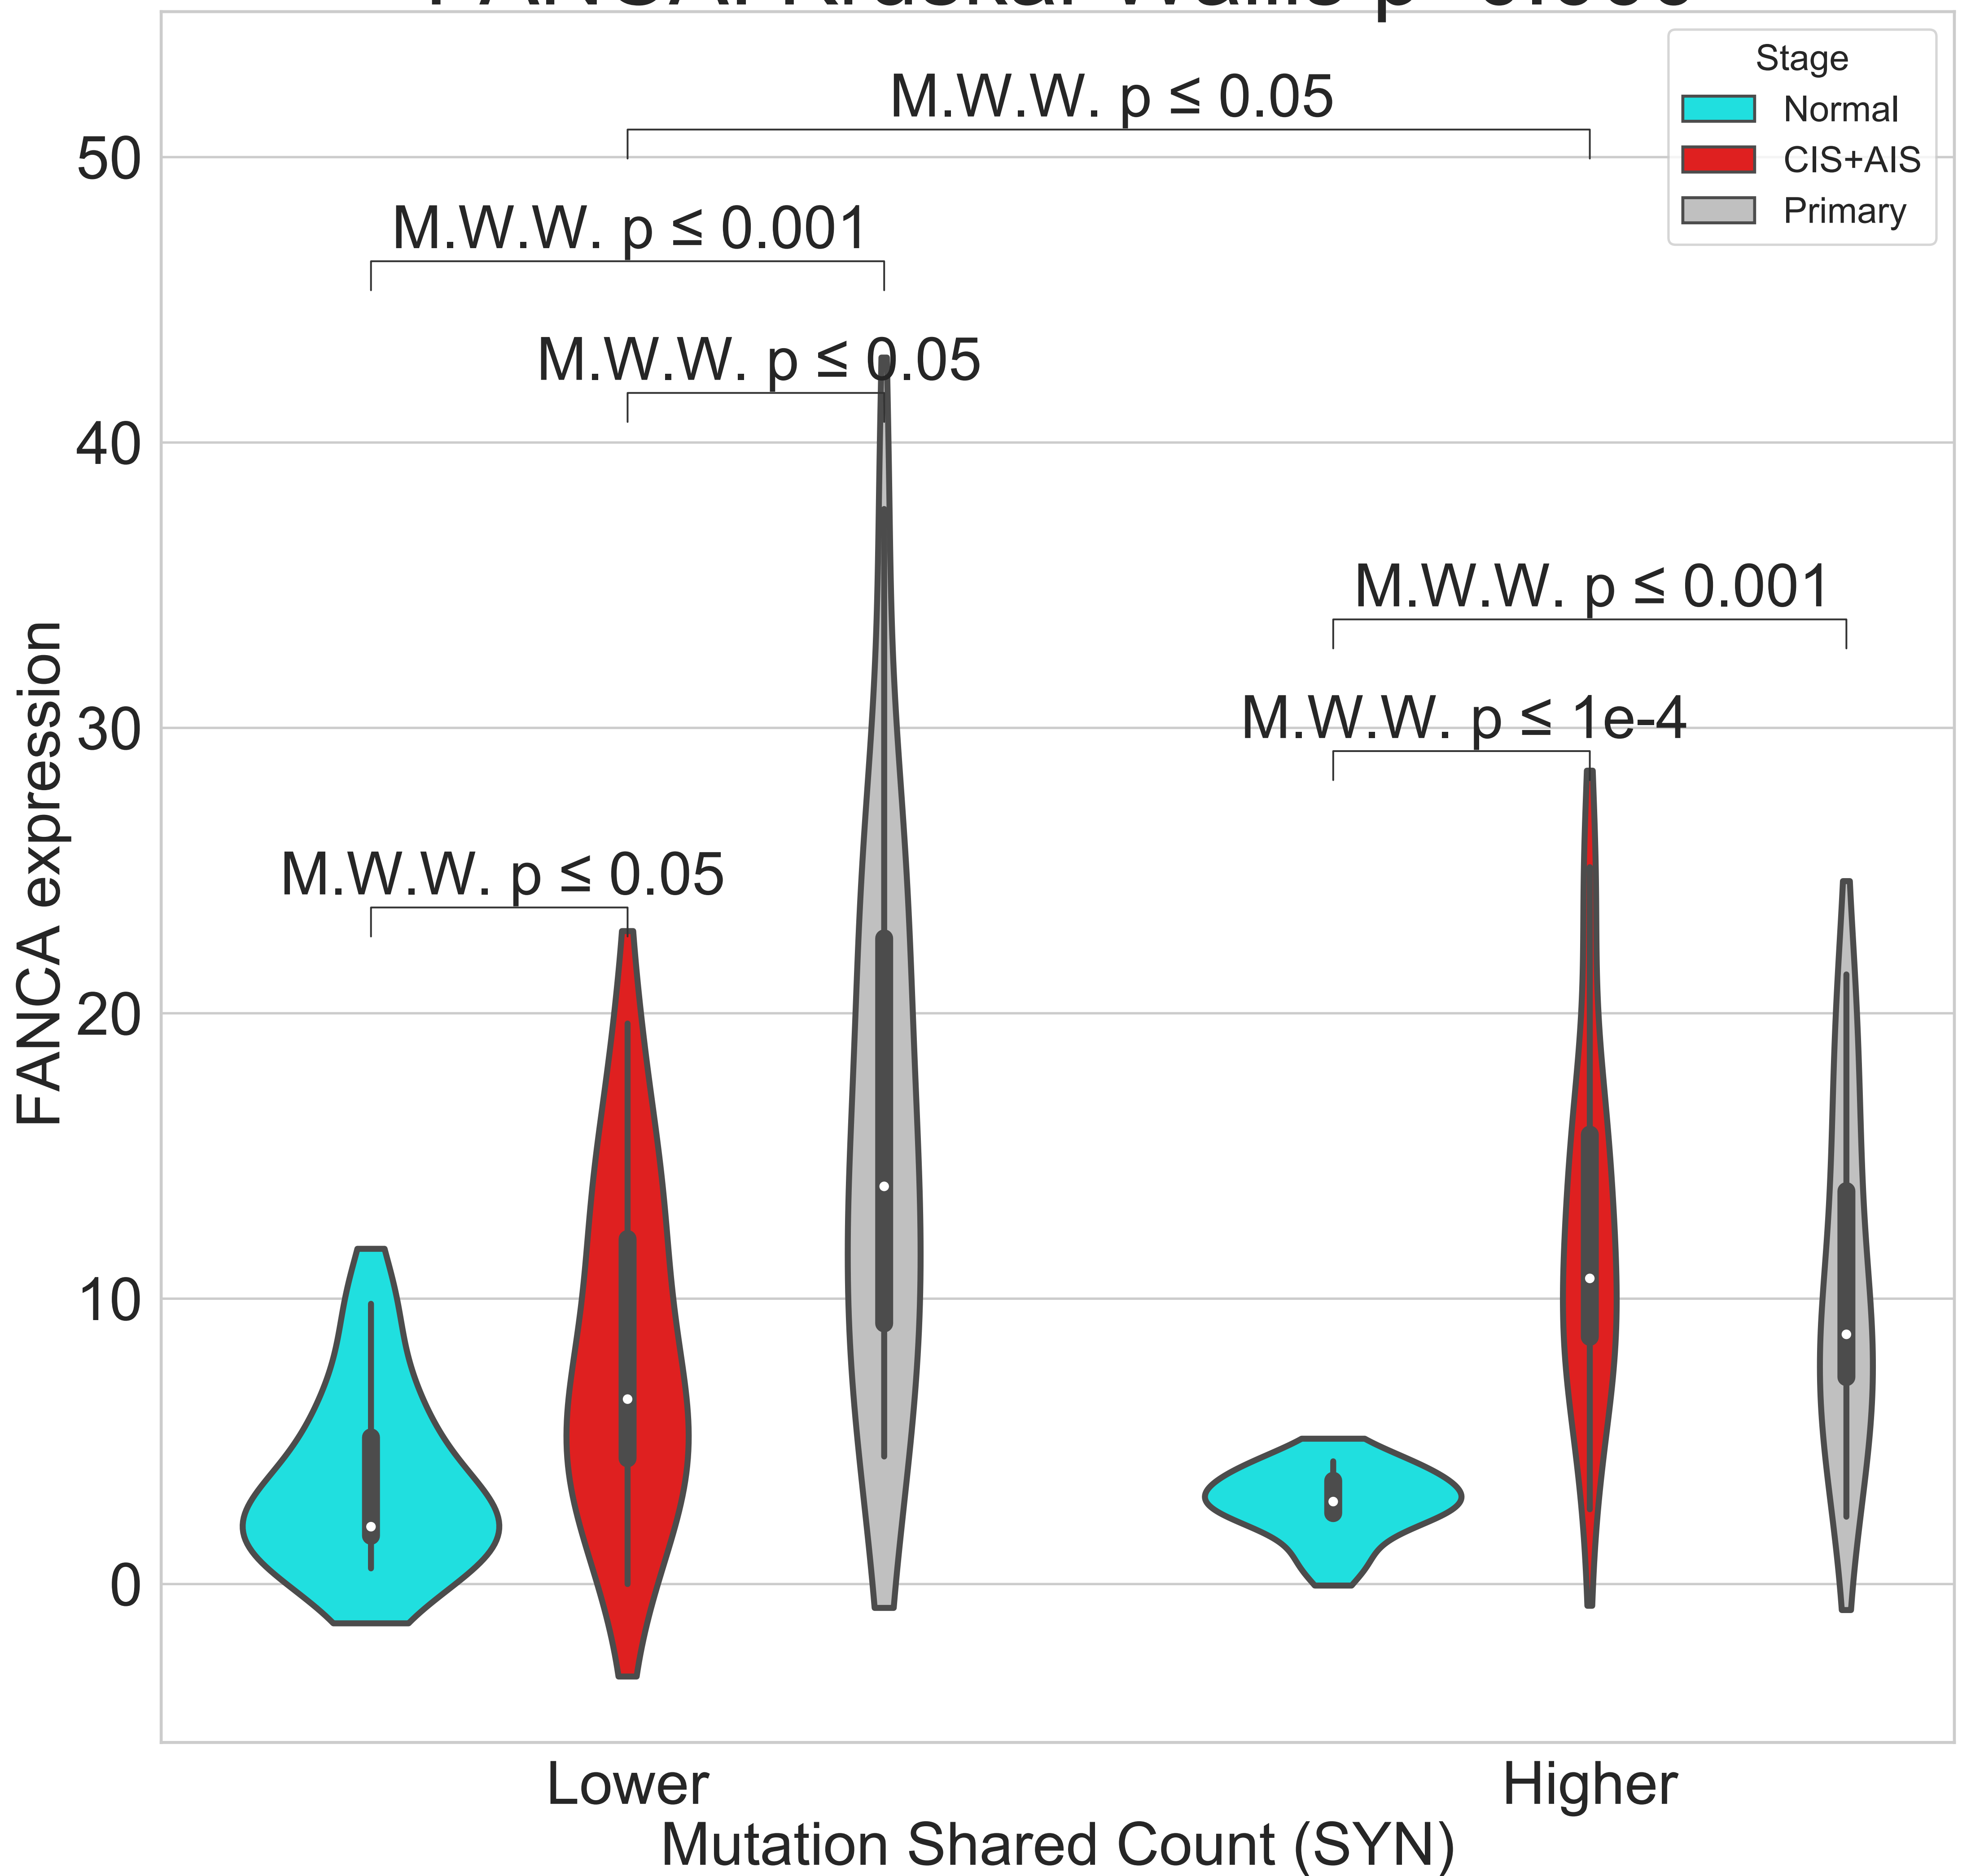 M.W.W. p ≤ 0.05
Stage
Normal
CIS+AIS
Primary
M.W.W. p ≤ 0.001
M.W.W. p ≤ 0.05
M.W.W. p ≤ 0.001
M.W.W. p ≤ 1e-4
M.W.W. p ≤ 0.05
50
40
30
20
10
0
FANCA expression
Lower
Higher
Mutation Shared Count (SYN)